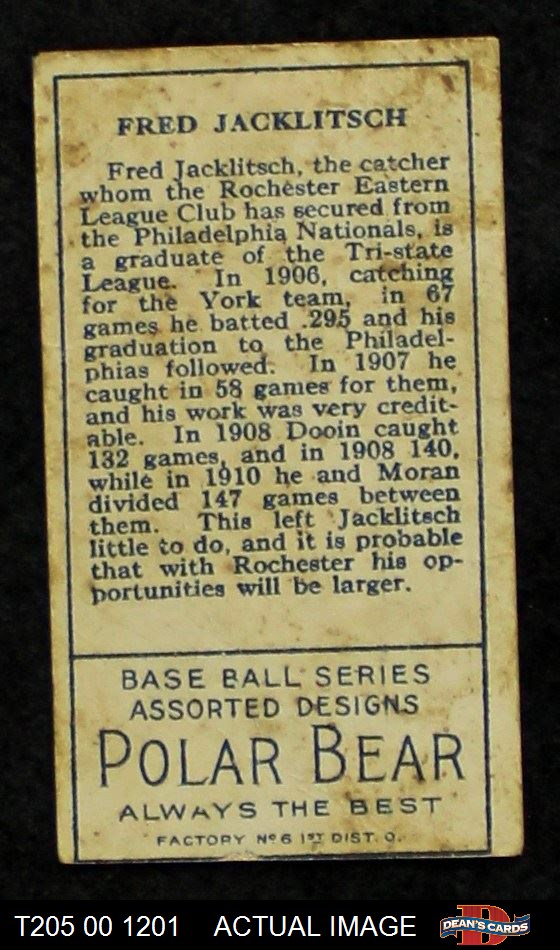 FRED JACKLITSCH
Fred Jacklitsch, the catcher
whom the Rochester Eastern
League Club has secured from
the Philadelphia Nationals, is
a graduate of the Tri-state
League. In 1906, catching
for the York team, in 67
games he batted .295 and his
graduation to the Philadel-
phias followed. In 1907 he
caught in 58 games for them,
and his work was very credit-
able. In 1908 Dooin caught
132 games, and in 1908 140,
while in 1910 he and Moran
divided 147 games between
them. This left Jacklitsch
little to do, and it is probable
that with Rochester his op-
portunities will be larger.
BASE BALL SERIES
ASSORTED DESIGNS
POLAR BEAR
ALWAYS THE BEST
FACTORY No 6 1ST DIST. O.
T205 00 1201 ACTUAL IMAGE
D
DEAN'S CARDS